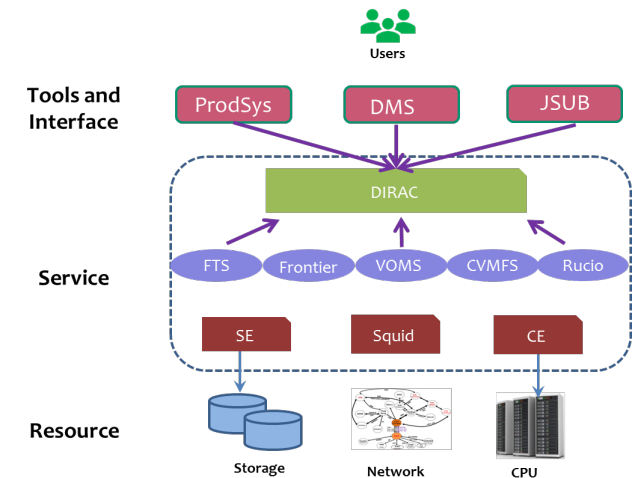 Users
Tools and
Interface
ProdSys
DMS
JSUB
DIRAC
FTS
Frontier
VOMS
CVMFS
Rucio
Service
SE
Squid
CE
Resource
Storage
Network
CPU